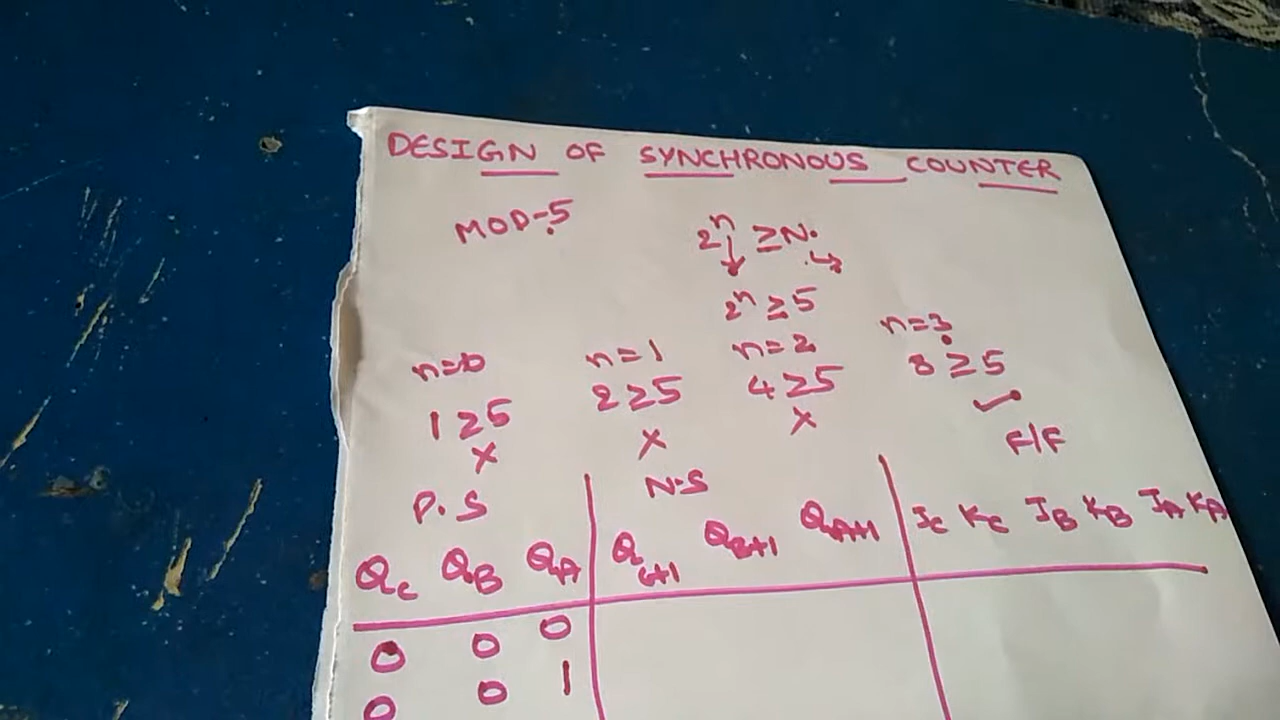 DESIGN OF SYNCHRONOUS COUNTER
MOD-5
2ⁿ ≥N.
2ⁿ ≥5
n=0 n=1 n=2 n=3
1≥5 2≥5 4≥5 8≥5
X X X ✓
F/F
P.S N.S
QC QB QA QC+1 QB+1 QA+1 JC KC JB KB JA KA
0 0 0
0 0 1